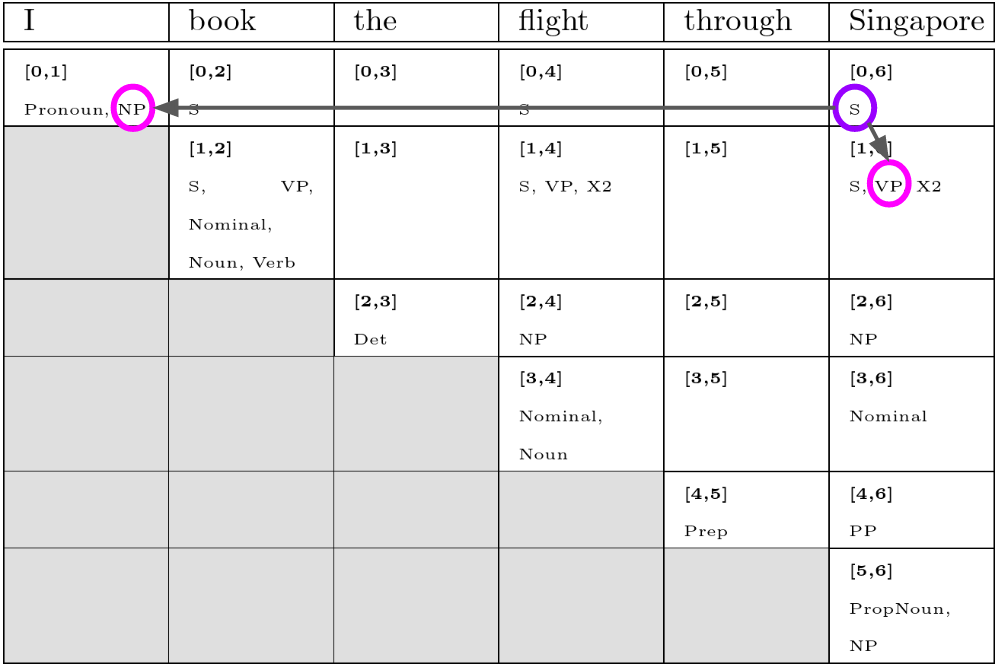 I book the flight through Singapore
[0,1] [0,2] [0,3] [0,4] [0,5] [0,6]
Pronoun, NP S S S
[1,2] [1,3] [1,4] [1,5] [1,6]
S, VP, S, VP, X2 S, VP, X2
Nominal,
Noun, Verb
[2,3] [2,4] [2,5] [2,6]
Det NP NP
[3,4] [3,5] [3,6]
Nominal, Nominal
Noun
[4,5] [4,6]
Prep PP
[5,6]
PropNoun,
NP